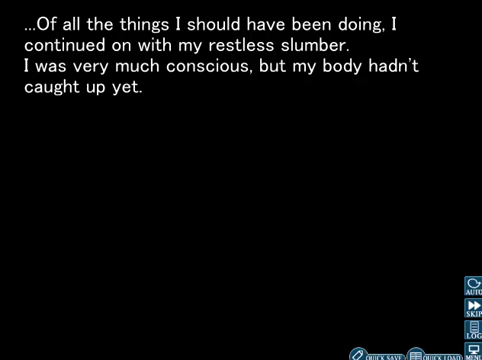 ...Of all the things I should have been doing, I
continued on with my restless slumber.
I was very much conscious, but my body hadn't
caught up yet.
AUTO
SKIP
LOG
QUICK SAVE
QUICK LOAD
MENU